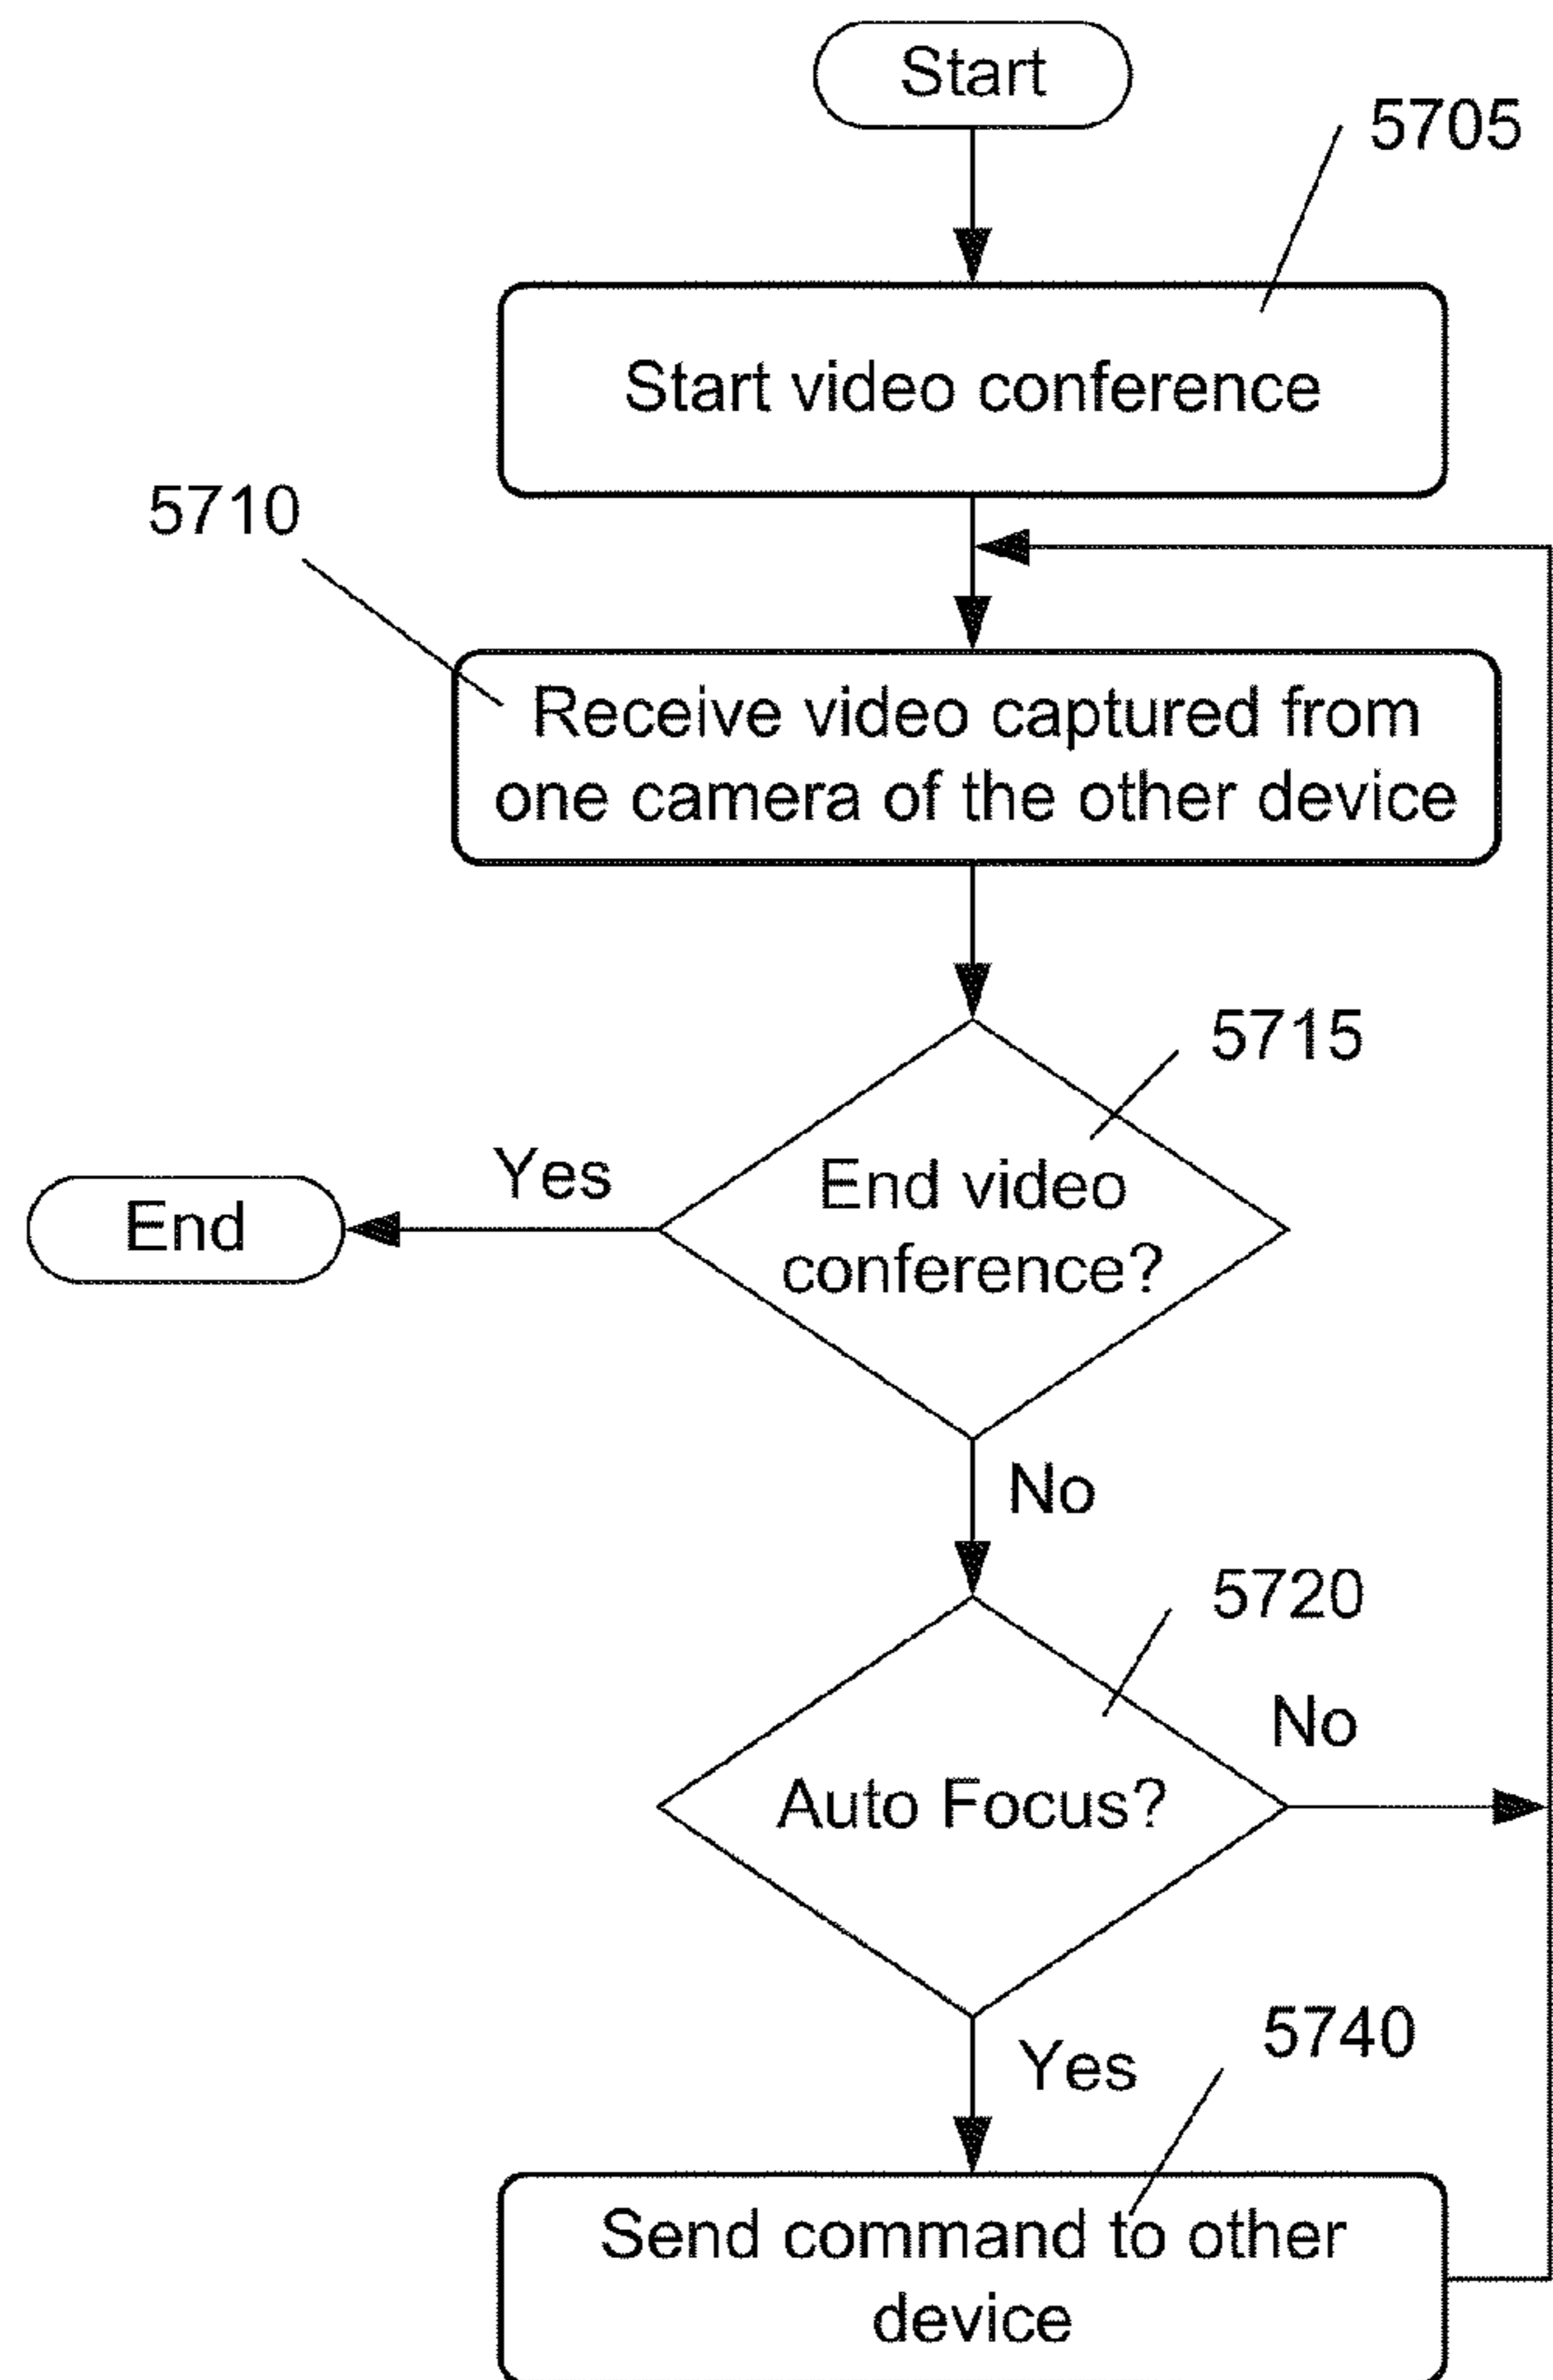 Start
5705
Start video conference
5710
Receive video captured from
one camera of the other device
5715
End video
conference?
Yes
End
No
5720
Auto Focus?
No
Yes
5740
Send command to other
device